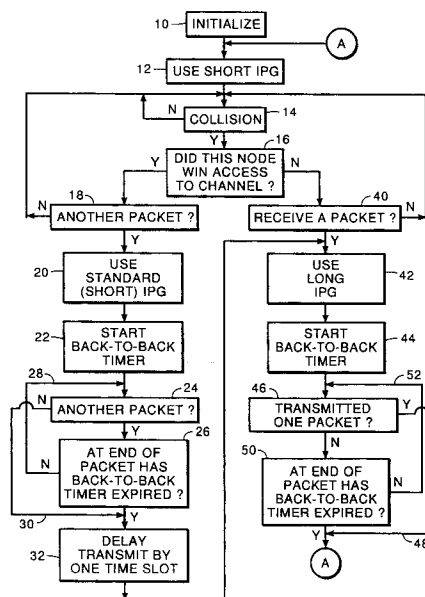 10
INITIALIZE
A
12
USE SHORT IPG
N
COLLISION
14
Y
16
DID THIS NODE
WIN ACCESS
TO CHANNEL ?
Y
N
18
N
ANOTHER PACKET ?
Y
40
RECEIVE A PACKET ?
N
Y
20
USE
STANDARD
(SHORT) IPG
USE
LONG
IPG
42
22
START
BACK-TO-BACK
TIMER
START
BACK-TO-BACK
TIMER
44
28
24
N
ANOTHER PACKET ?
Y
26
52
46
TRANSMITTED
ONE PACKET ?
Y
N
N
AT END OF
PACKET HAS
BACK-TO-BACK
TIMER EXPIRED ?
Y
30
50
AT END OF
PACKET HAS
BACK-TO-BACK
TIMER EXPIRED ?
N
Y
48
32
DELAY
TRANSMIT BY
ONE TIME SLOT
A